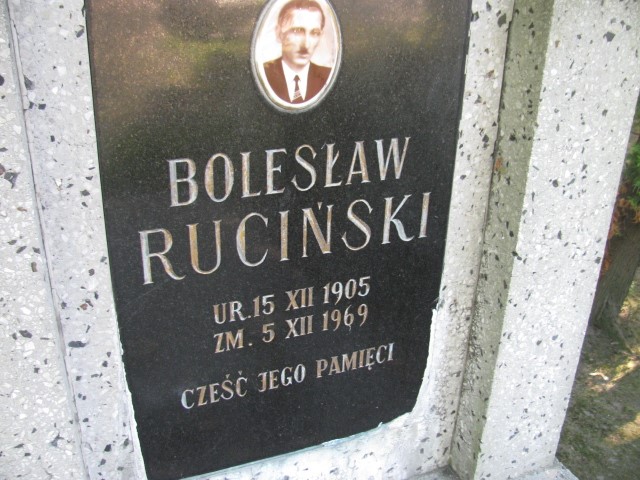 BOLESŁAW
RUCIŃSKI
UR. 15 XII 1905
ZM. 5 XII 1969
CZEŚĆ JEGO PAMIĘCI